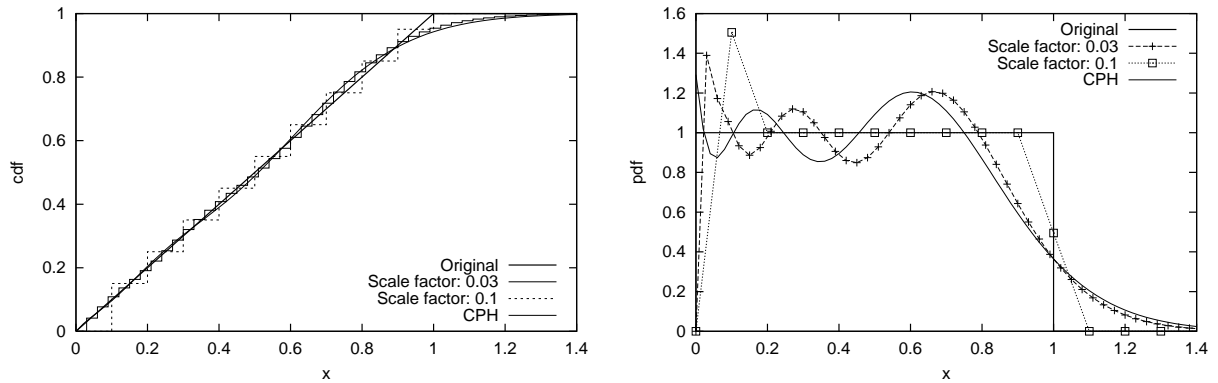 1
0.8
0.6
0.4
0.2
0
0 0.2 0.4 0.6 0.8 1 1.2 1.4
cdf
x
Original
Scale factor: 0.03
Scale factor: 0.1
CPH
1.6
1.4
1.2
1
0.8
0.6
0.4
0.2
0
0 0.2 0.4 0.6 0.8 1 1.2 1.4
pdf
x
Original
Scale factor: 0.03
Scale factor: 0.1
CPH